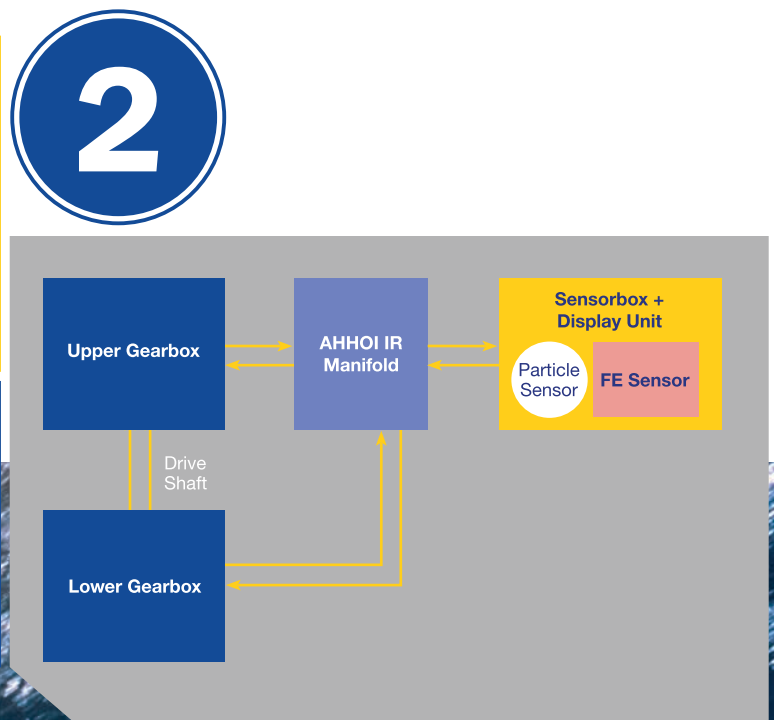 2
Upper Gearbox
AHHOI IR
Manifold
Sensorbox +
Display Unit
Particle
Sensor
FE Sensor
Drive
Shaft
Lower Gearbox